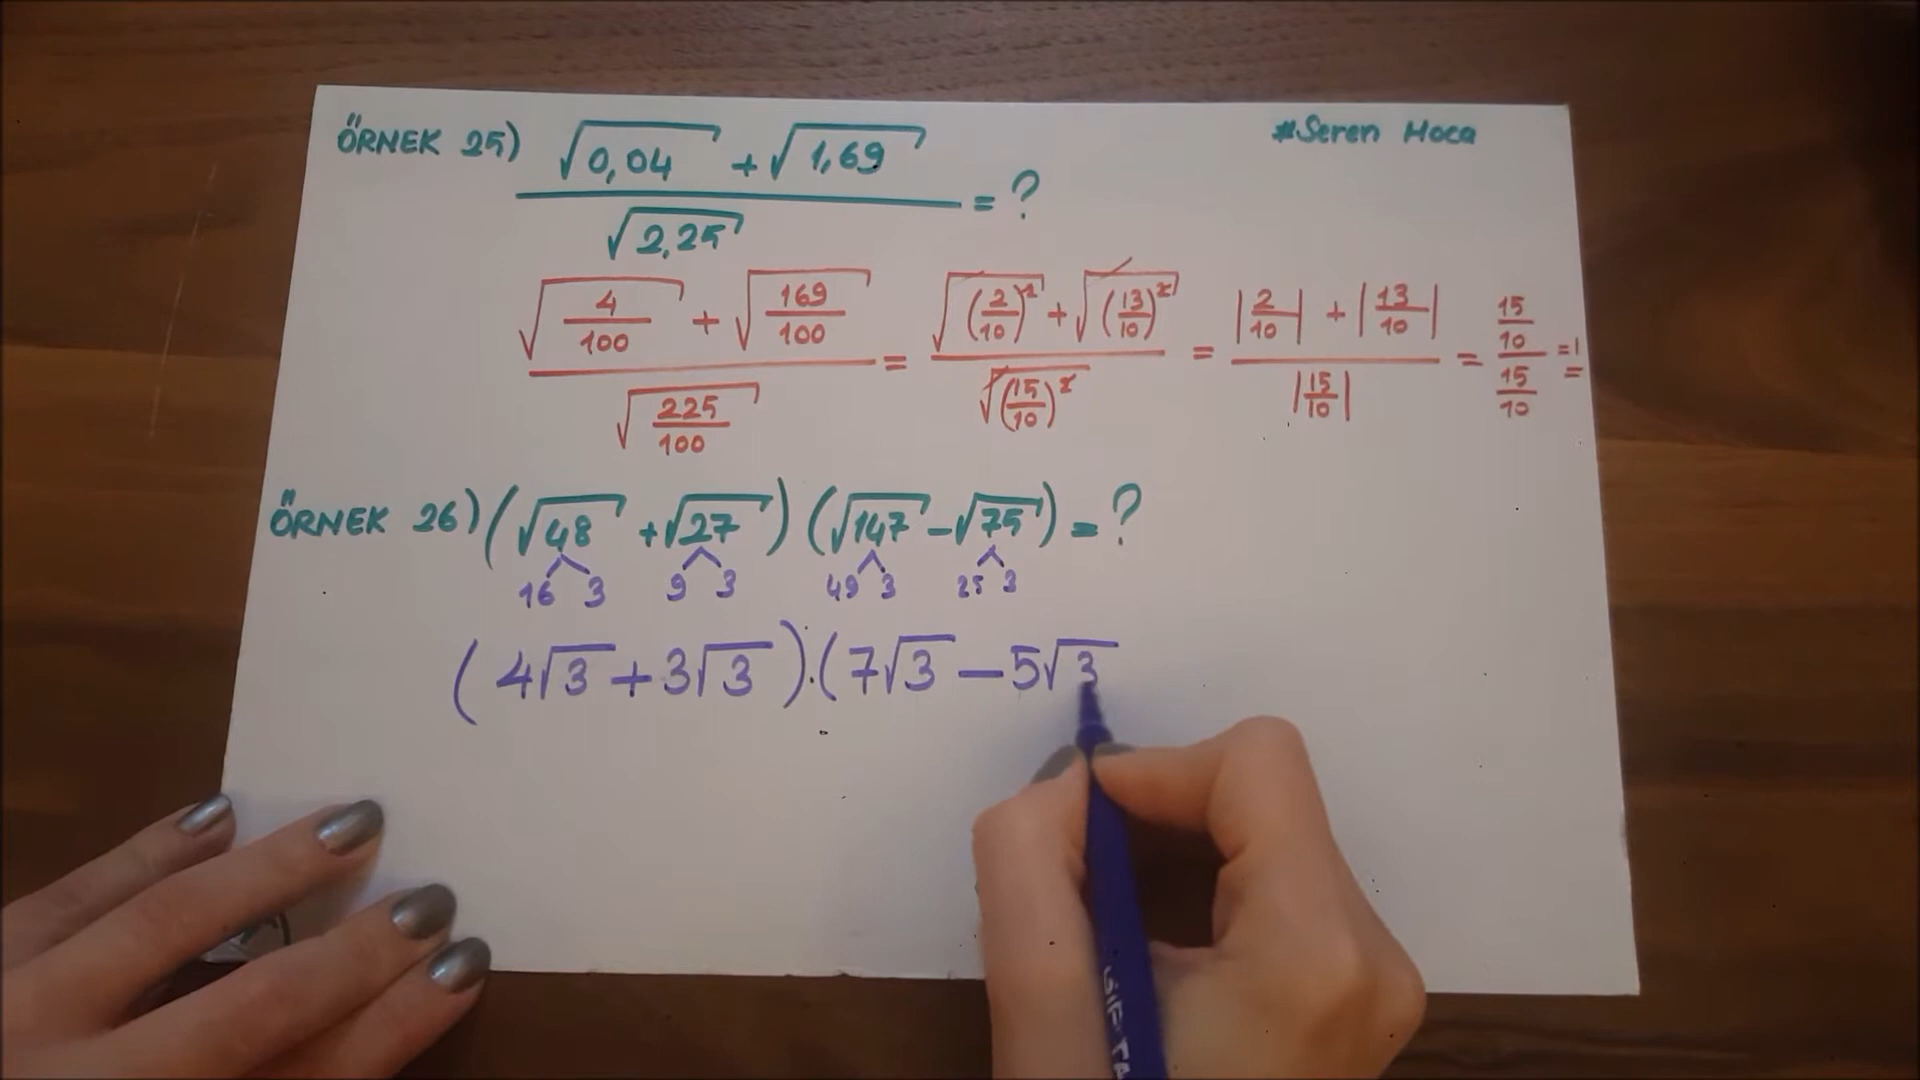 ÖRNEK 25) (√0,04 + √1,69) / √2,25 = ?
#Seren Hoca
(√(4/100) + √(169/100)) / √(225/100) = (√(2/10)² + √(13/10)²) / √(15/10)² = (|2/10| + |13/10|) / |15/10| = (15/10) / (15/10) = 1
ÖRNEK 26) (√48 + √27) (√147 - √75) = ?
16 3 9 3 49 3 25 3
(4√3 + 3√3).(7√3 - 5√3